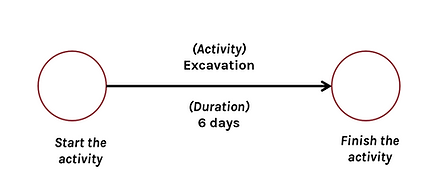 (Activity)
Excavation
(Duration)
6 days
Start the
activity
Finish the
activity